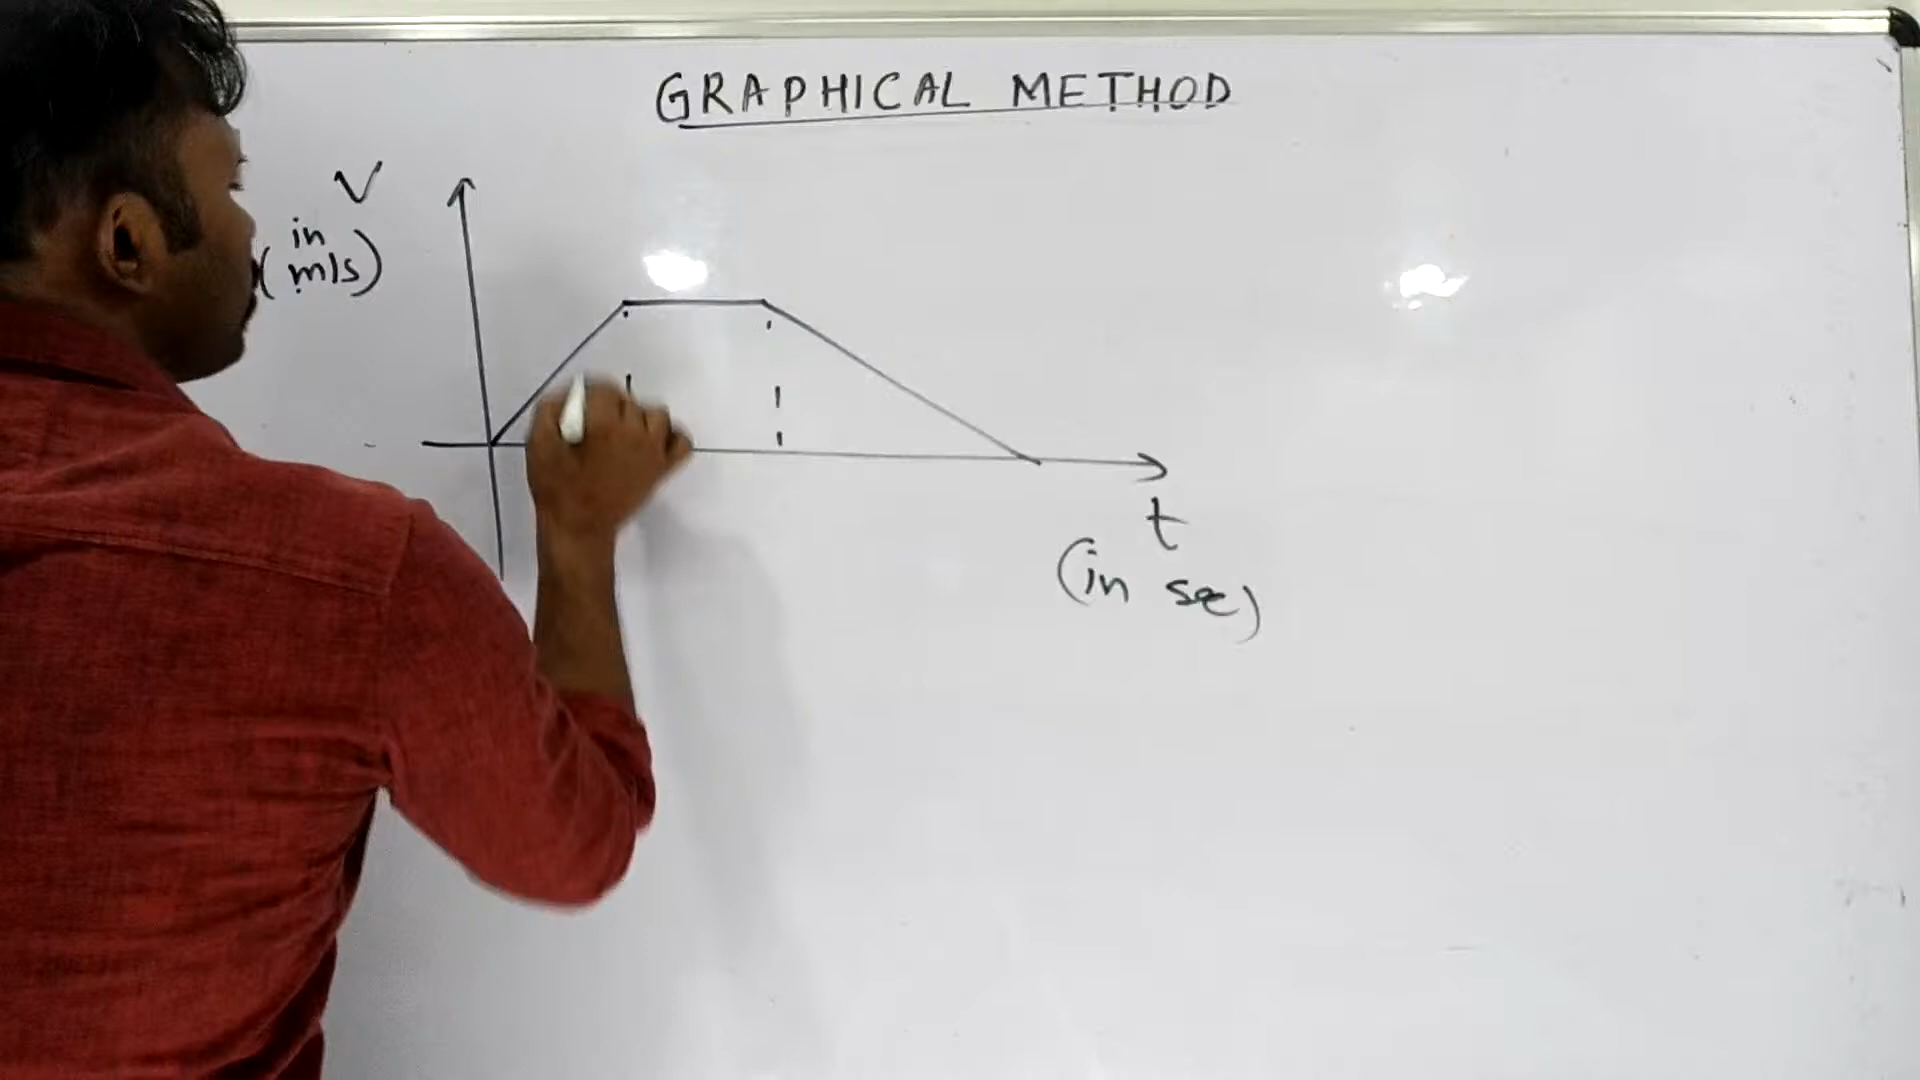 GRAPHICAL METHOD
V
(in
m/s)
t
(in sec)